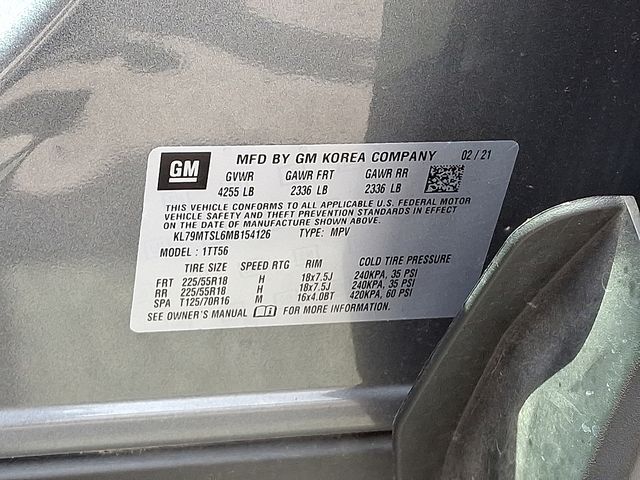 GM MFD BY GM KOREA COMPANY 02 / 21
GVWR GAWR FRT GAWR RR
4255 LB 2336 LB 2336 LB
THIS VEHICLE CONFORMS TO ALL APPLICABLE U.S. FEDERAL MOTOR
VEHICLE SAFETY AND THEFT PREVENTION STANDARDS IN EFFECT
ON THE DATE OF MANUFACTURE SHOWN ABOVE.
KL79MTSL6MB154126 TYPE: MPV
MODEL : 1TT56
TIRE SIZE SPEED RTG RIM COLD TIRE PRESSURE
FRT 225/55R18 H 18x7.5J 240KPA, 35 PSI
RR 225/55R18 H 18x7.5J 240KPA, 35 PSI
SPA T125/70R16 M 16x4.0BT 420KPA, 60 PSI
SEE OWNER'S MANUAL FOR MORE INFORMATION.